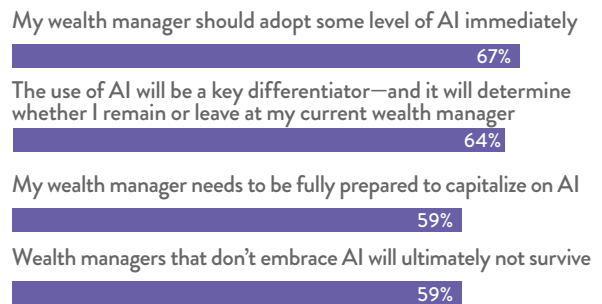 My wealth manager should adopt some level of AI immediately
67%
The use of AI will be a key differentiator—and it will determine
whether I remain or leave at my current wealth manager
64%
My wealth manager needs to be fully prepared to capitalize on AI
59%
Wealth managers that don’t embrace AI will ultimately not survive
59%